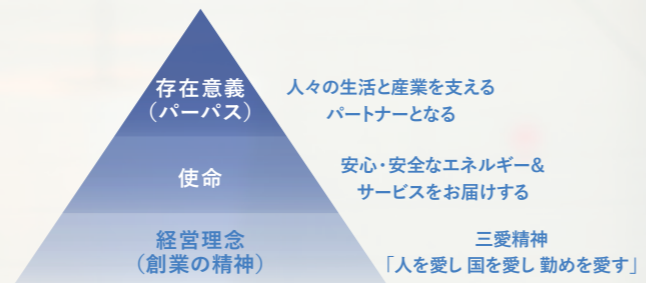 存在意義
（パーパス）
人々の生活と産業を支える
パートナーとなる
使命
安心・安全なエネルギー&
サービスをお届けする
経営理念
（創業の精神）
三愛精神
「人を愛し 国を愛し 勤めを愛す」